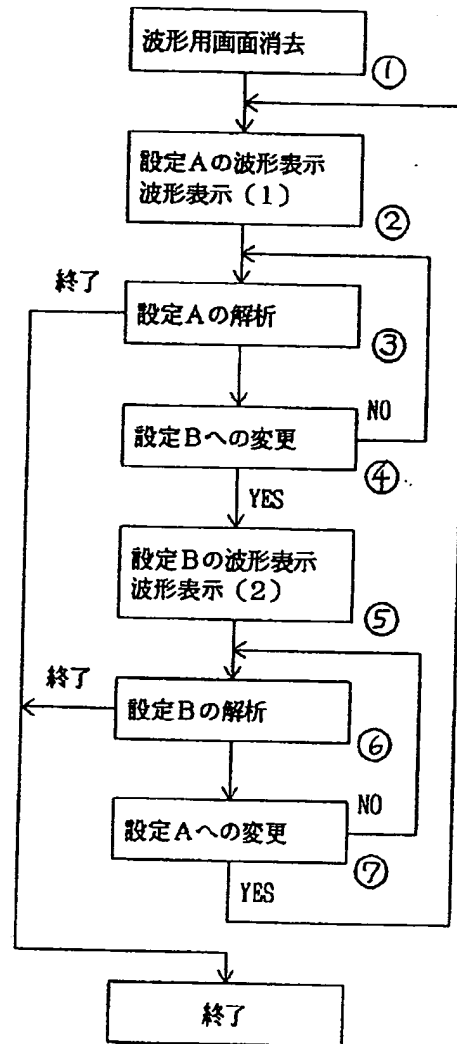 波形用画面消去
①
設定Aの波形表示
波形表示(1)
②
終了
設定Aの解析
③
NO
設定Bへの変更
④
YES
設定Bの波形表示
波形表示(2)
⑤
終了
設定Bの解析
⑥
NO
設定Aへの変更
⑦
YES
終了